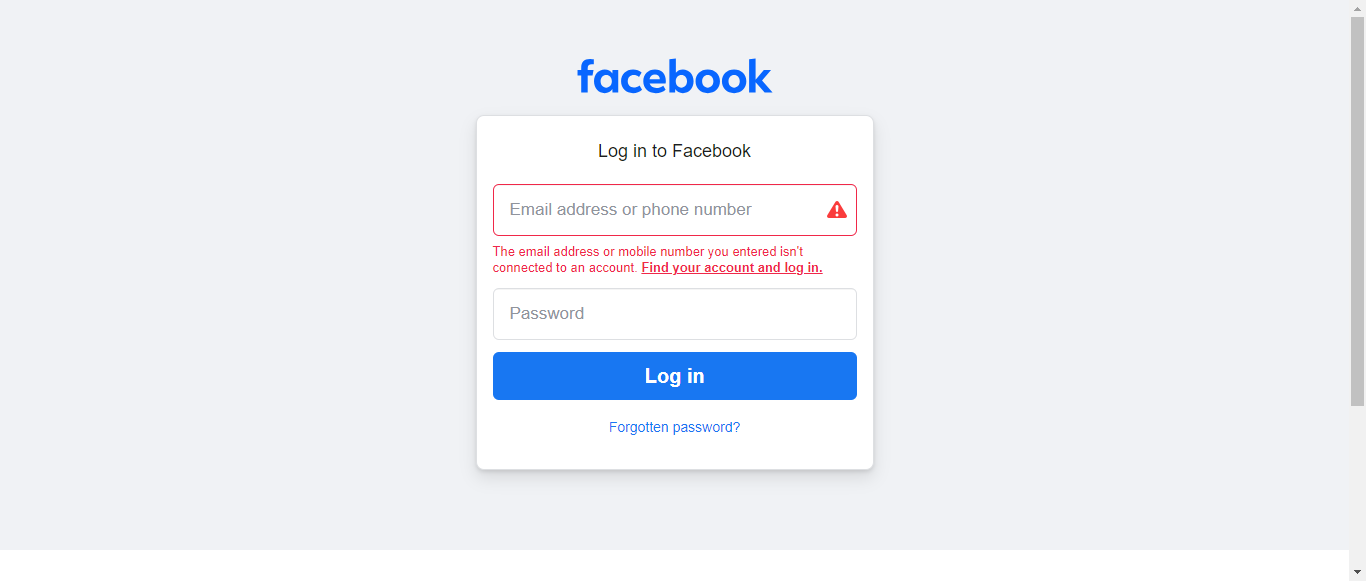 facebook
Log in to Facebook
Email address or phone number
The email address or mobile number you entered isn't
connected to an account. Find your account and log in.
Password
Log in
Forgotten password?